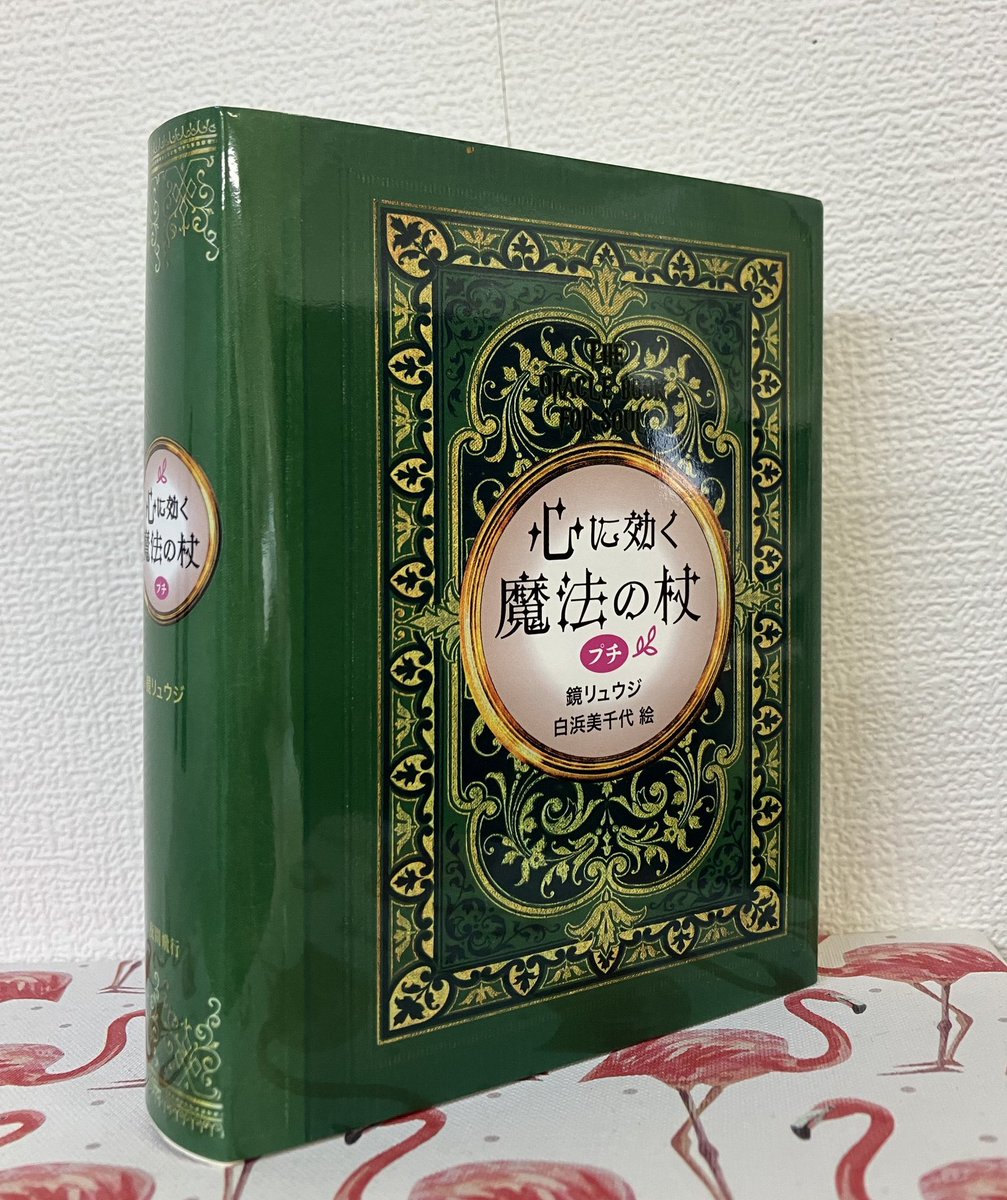 心に効く
魔法の杖
プチ
鏡リュウジ
THE
ORACLE BOOK
FOR SOUL
心に効く
魔法の杖
プチ
鏡リュウジ
白浜美千代 絵